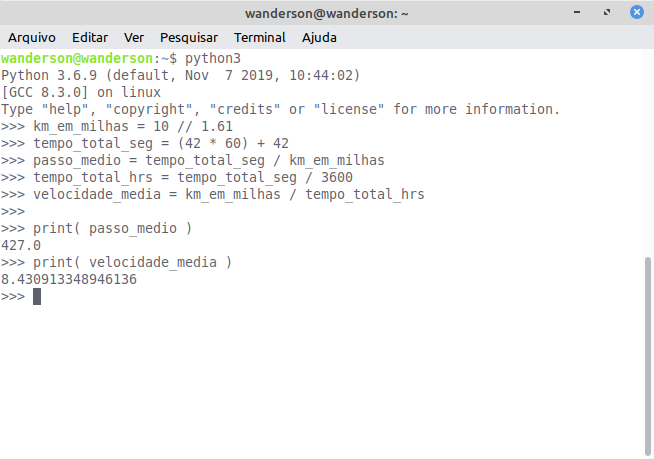 wanderson@wanderson: ~
Arquivo Editar Ver Pesquisar Terminal Ajuda
wanderson@wanderson:~$ python3
Python 3.6.9 (default, Nov  7 2019, 10:44:02)
[GCC 8.3.0] on linux
Type "help", "copyright", "credits" or "license" for more information.
>>> km_em_milhas = 10 // 1.61
>>> tempo_total_seg = (42 * 60) + 42
>>> passo_medio = tempo_total_seg / km_em_milhas
>>> tempo_total_hrs = tempo_total_seg / 3600
>>> velocidade_media = km_em_milhas / tempo_total_hrs
>>>
>>> print( passo_medio )
427.0
>>> print( velocidade_media )
8.430913348946136
>>>